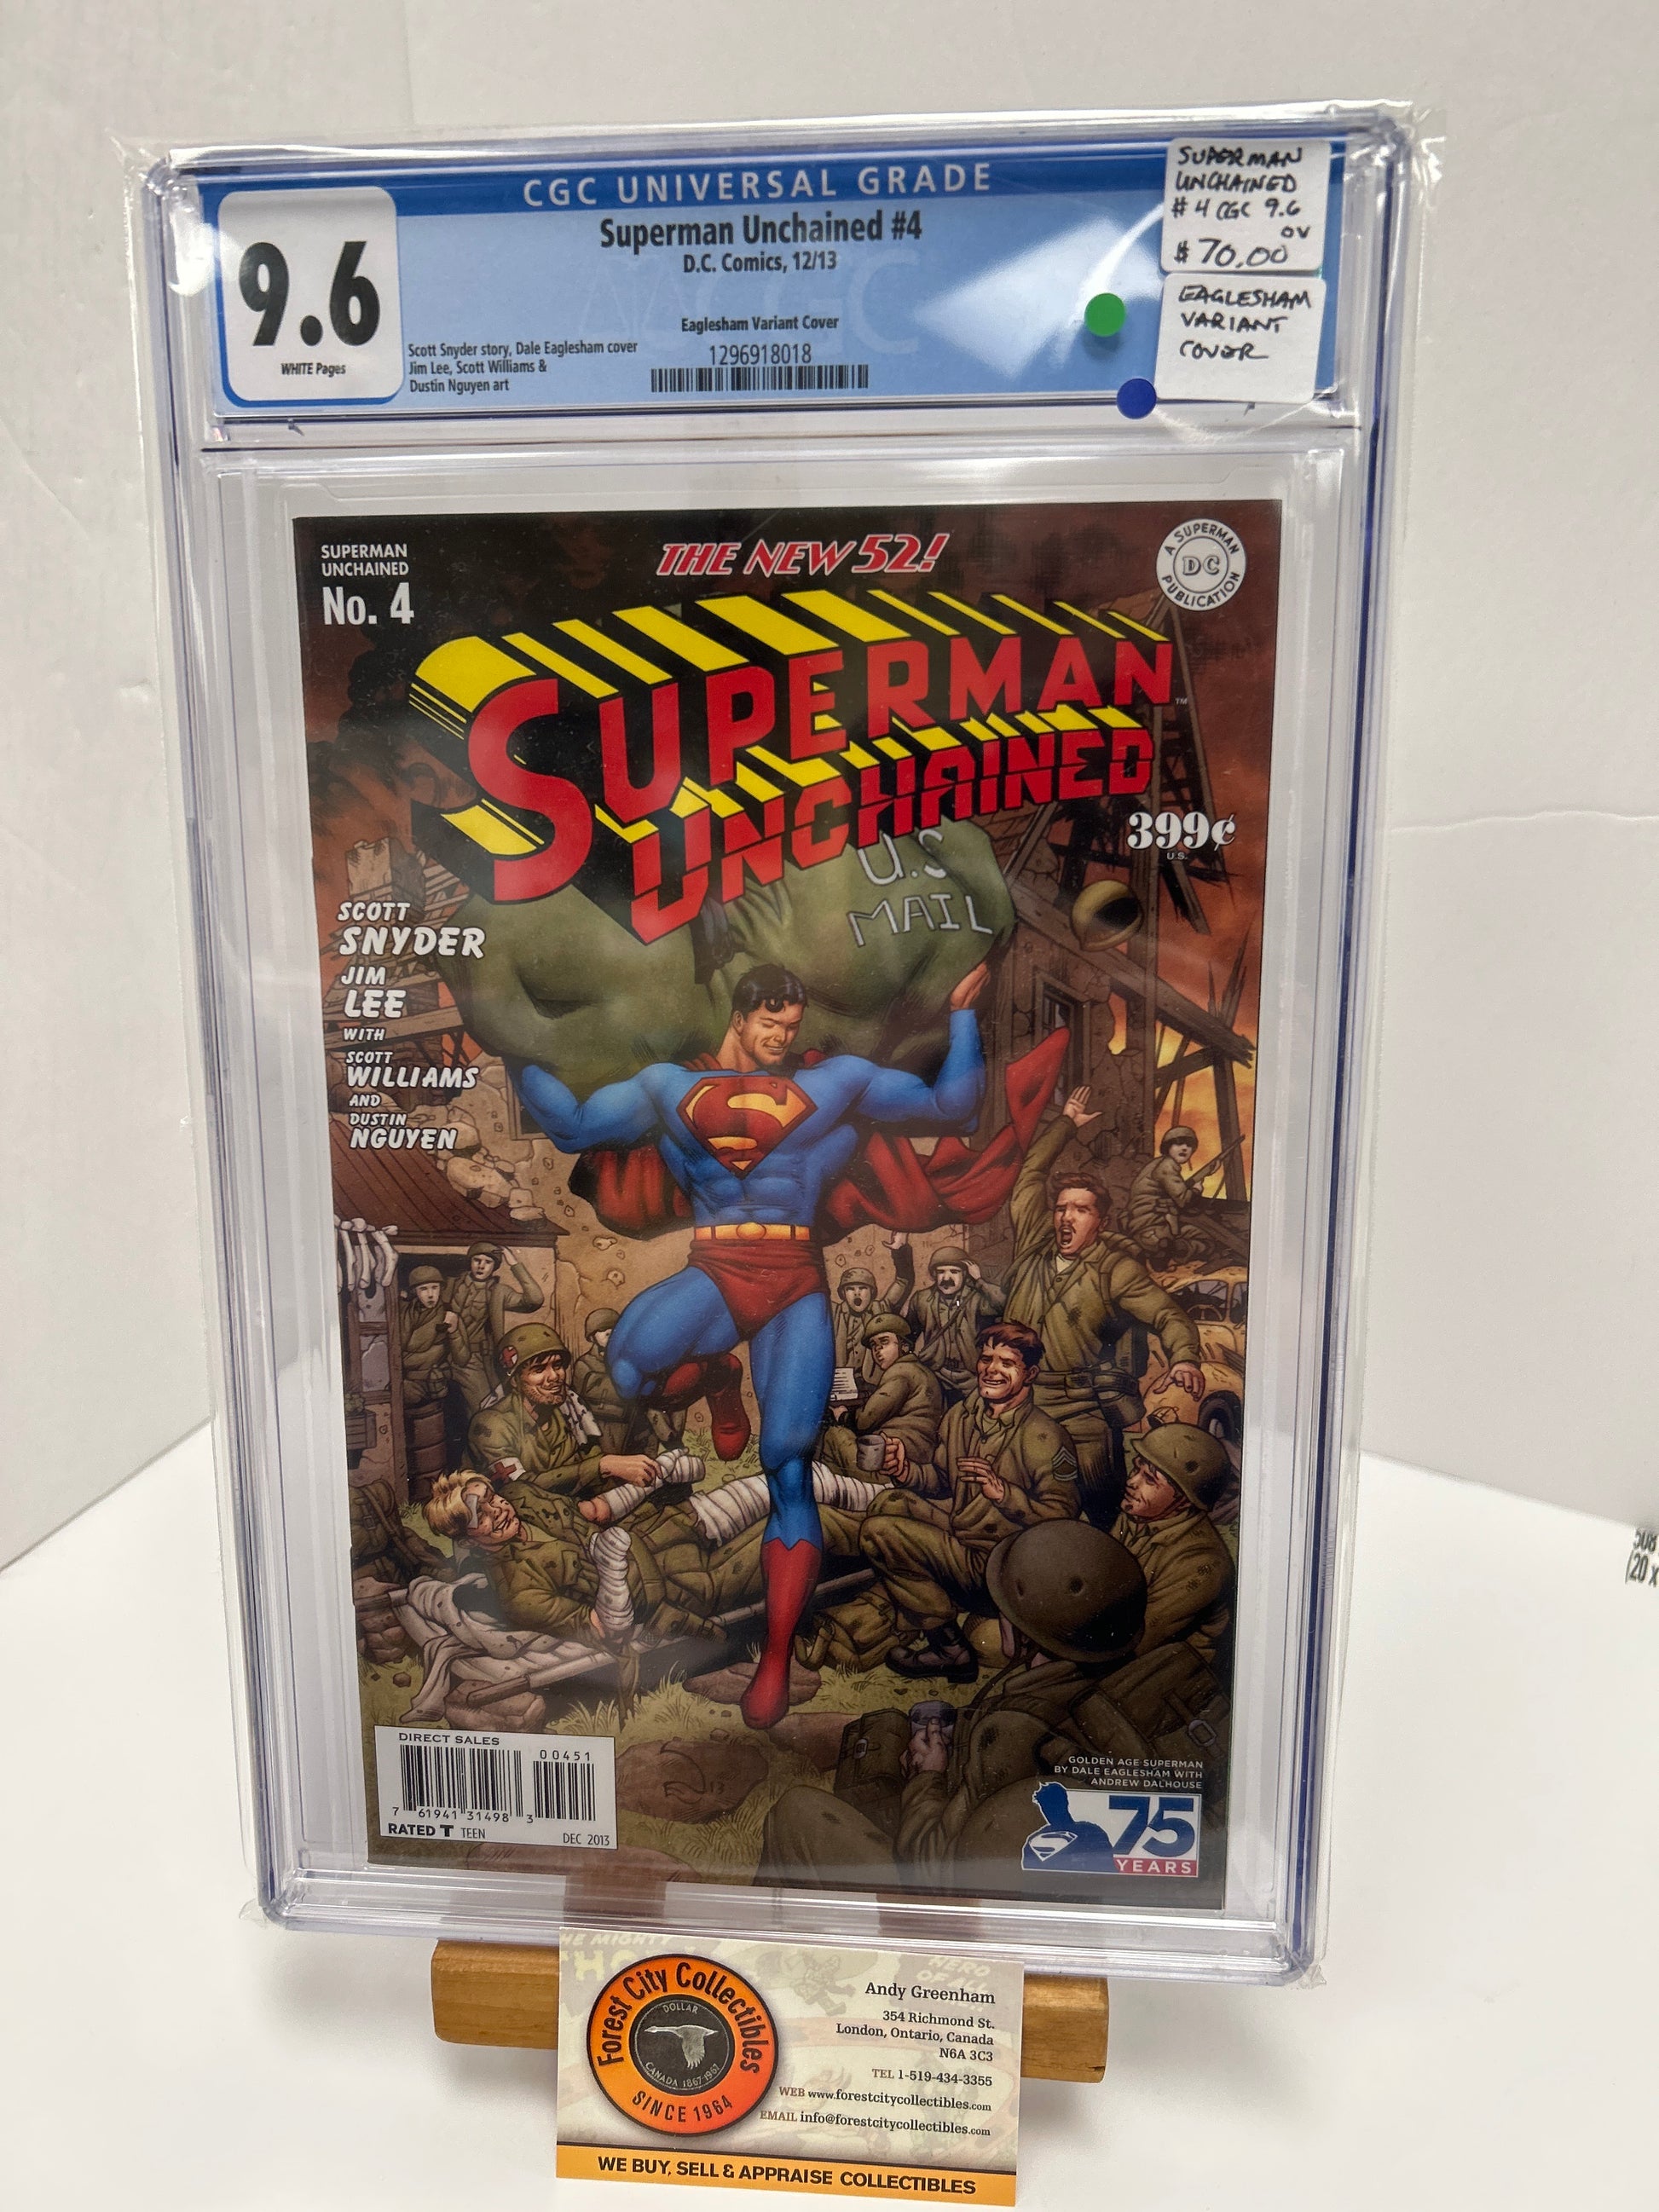 CGC UNIVERSAL GRADE
9.6
WHITE Pages
Superman Unchained #4
D.C. Comics, 12/13
Eaglesham Variant Cover
1296918018
Scott Snyder story, Dale Eaglesham cover
Jim Lee, Scott Williams &
Dustin Nguyen art
SUPERMAN
UNCHAINED
# 4 CGC 9.6
OV
$ 70.00
EAGLESHAM
VARIANT
COVER
SUPERMAN
UNCHAINED
No. 4
THE NEW 52!
A SUPERMAN
DC
PUBLICATION
SUPERMAN
TM
UNCHAINED
399¢
U.S.
U.S
MAIL
SCOTT
SNYDER
JIM
LEE
WITH
SCOTT
WILLIAMS
AND
DUSTIN
NGUYEN
DIRECT SALES
00451
7 61941 31498 3
RATED T TEEN
DEC 2013
13
GOLDEN AGE SUPERMAN
BY DALE EAGLESHAM WITH
ANDREW DALHOUSE
75
YEARS
Forest City Collectibles
DOLLAR
CANADA 1867-1967
SINCE 1964
Andy Greenham
354 Richmond St.
London, Ontario, Canada
N6A 3C3
TEL 1-519-434-3355
WEB www.forestcitycollectibles.com
EMAIL info@forestcitycollectibles.com
WE BUY, SELL & APPRAISE COLLECTIBLES